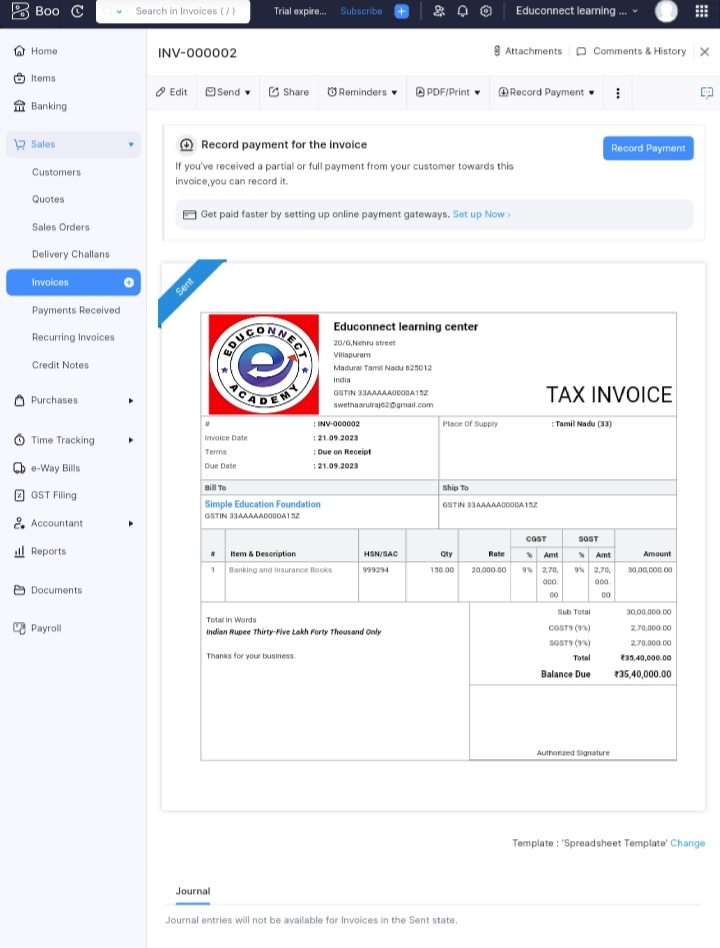 Boo
Search in Invoices ( / )
Trial expire...
Subscribe
Educonnect learning ...
Home
Items
Banking
Sales
Customers
Quotes
Sales Orders
Delivery Challans
Invoices
Payments Received
Recurring Invoices
Credit Notes
Purchases
Time Tracking
e-Way Bills
GST Filing
Accountant
Reports
Documents
Payroll
INV-000002
Attachments
Comments & History
Edit
Send
Share
Reminders
PDF/Print
Record Payment
Record payment for the invoice
If you've received a partial or full payment from your customer towards this
invoice,you can record it.
Record Payment
Get paid faster by setting up online payment gateways. Set up Now ›
Sent
EDUCONNECT
e
ACADEMY
Educonnect learning center
20/G,Nehru street
Villapuram
Madurai Tamil Nadu 625012
India
GSTIN 33AAAAA0000A15Z
swethaarulraj62@gmail.com
TAX INVOICE
# : INV-000002
Invoice Date : 21.09.2023
Terms : Due on Receipt
Due Date : 21.09.2023
Place Of Supply : Tamil Nadu (33)
Bill To
Simple Education Foundation
GSTIN 33AAAAA0000A15Z
Ship To
GSTIN 33AAAAA0000A15Z
CGST SGST
# Item & Description HSN/SAC Qty Rate % Amt % Amt Amount
1 Banking and Insurance Books 999294 150.00 20,000.00 9% 2,70, 9% 2,70, 30,00,000.00
000. 000.
00 00
Sub Total 30,00,000.00
CGST9 (9%) 2,70,000.00
SGST9 (9%) 2,70,000.00
Total ₹35,40,000.00
Balance Due ₹35,40,000.00
Total In Words
Indian Rupee Thirty-Five Lakh Forty Thousand Only
Thanks for your business.
Authorized Signature
Template : 'Spreadsheet Template' Change
Journal
Journal entries will not be available for Invoices in the Sent state.